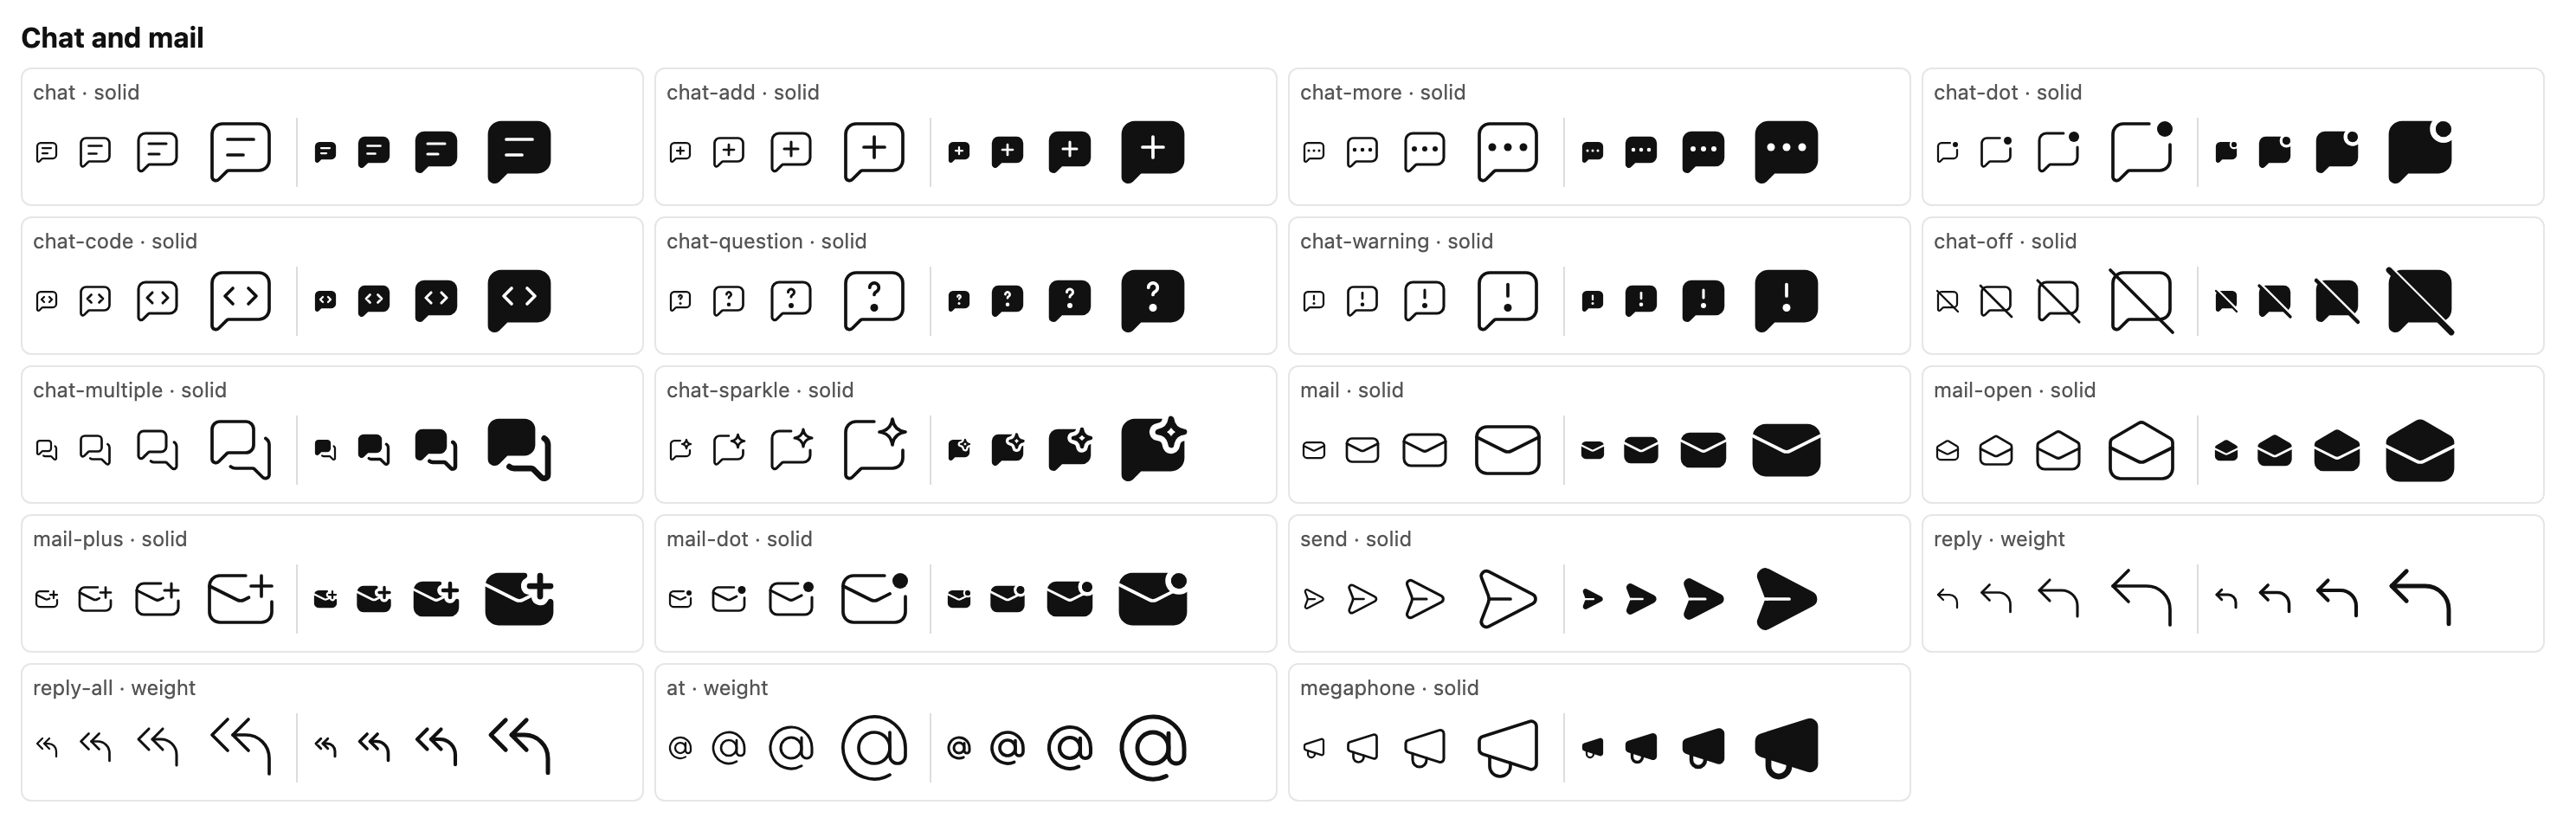 Chat and mail
chat · solid
chat-add · solid
chat-more · solid
chat-dot · solid
chat-code · solid
chat-question · solid
chat-warning · solid
chat-off · solid
chat-multiple · solid
chat-sparkle · solid
mail · solid
mail-open · solid
mail-plus · solid
mail-dot · solid
send · solid
reply · weight
reply-all · weight
at · weight
megaphone · solid